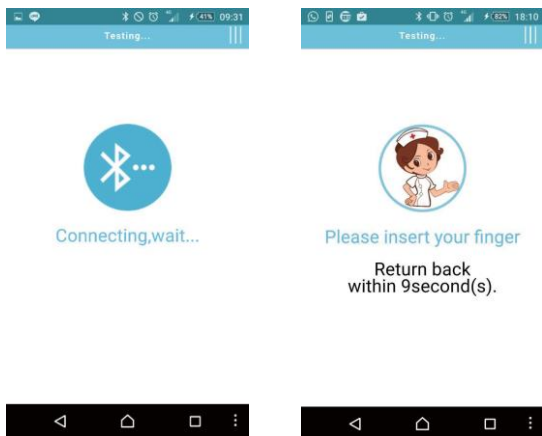 41% 09:31
Testing...
Connecting,wait...
82% 18:10
Testing...
Please insert your finger
Return back
within 9second(s).